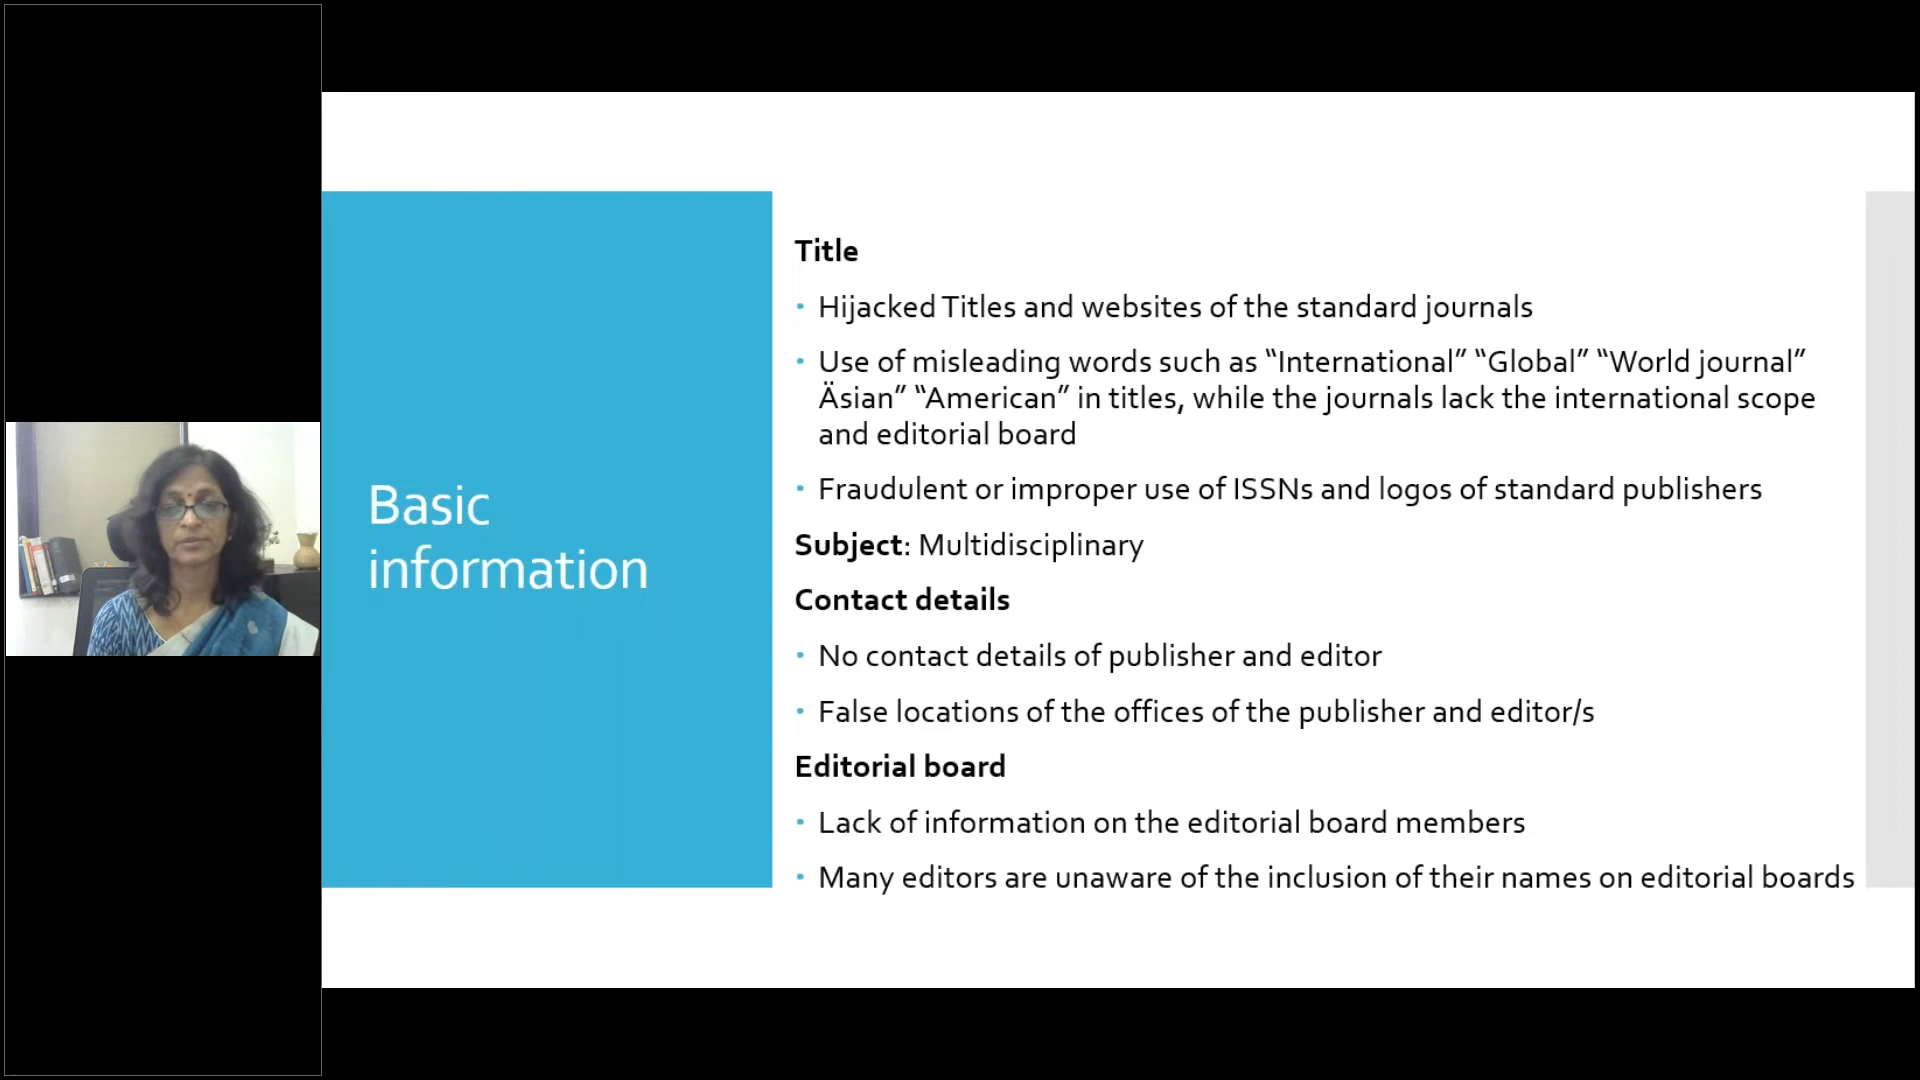 Basic
information
Title
Hijacked Titles and websites of the standard journals
Use of misleading words such as “International” “Global” “World journal”
Äsian” “American” in titles, while the journals lack the international scope
and editorial board
Fraudulent or improper use of ISSNs and logos of standard publishers
Subject: Multidisciplinary
Contact details
No contact details of publisher and editor
False locations of the offices of the publisher and editor/s
Editorial board
Lack of information on the editorial board members
Many editors are unaware of the inclusion of their names on editorial boards